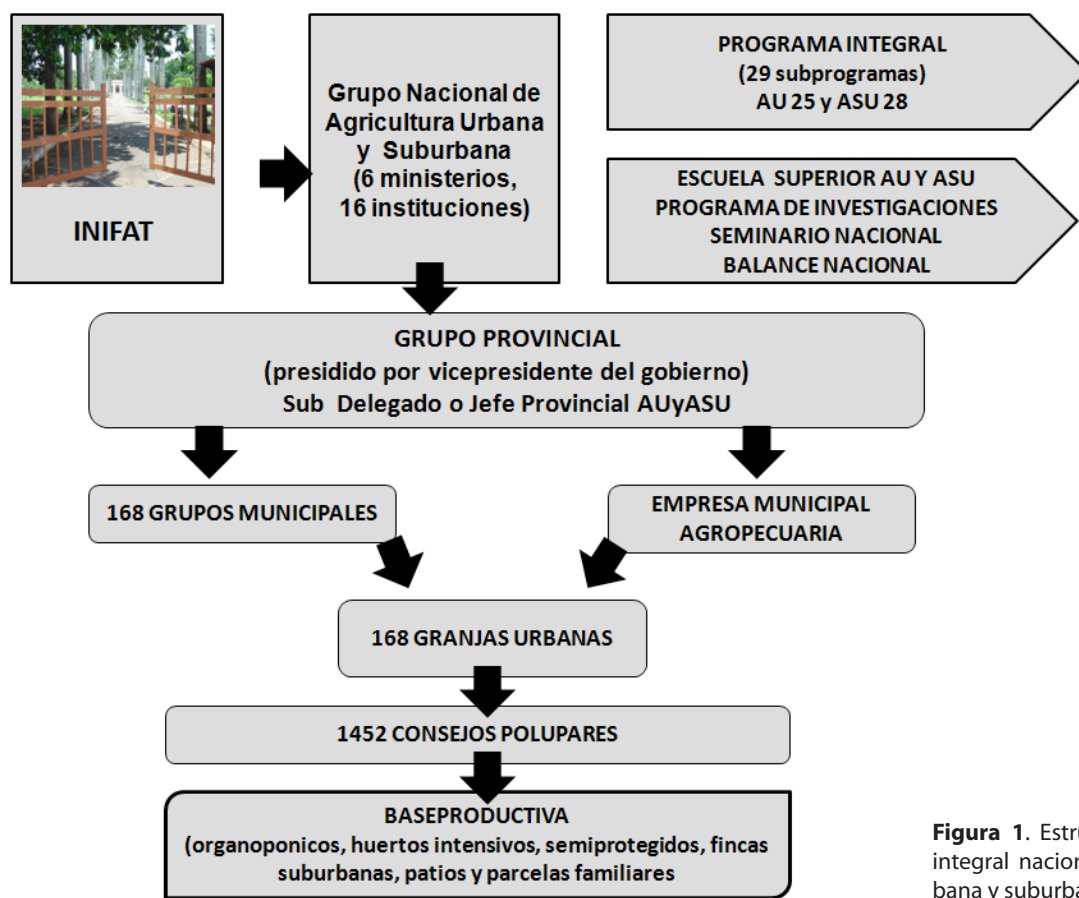 INIFAT
Grupo Nacional de
Agricultura Urbana
y Suburbana
(6 ministerios,
16 instituciones)
PROGRAMA INTEGRAL
(29 subprogramas)
AU 25 y ASU 28
ESCUELA SUPERIOR AU Y ASU
PROGRAMA DE INVESTIGACIONES
SEMINARIO NACIONAL
BALANCE NACIONAL
GRUPO PROVINCIAL
(presidido por vicepresidente del gobierno)
Sub Delegado o Jefe Provincial AUyASU
168 GRUPOS MUNICIPALES
EMPRESA MUNICIPAL
AGROPECUARIA
168 GRANJAS URBANAS
1452 CONSEJOS POLUPARES
BASEPRODUCTIVA
(organoponicos, huertos intensivos, semiprotegidos, fincas
suburbanas, patios y parcelas familiares
Figura 1.
integral
bana y